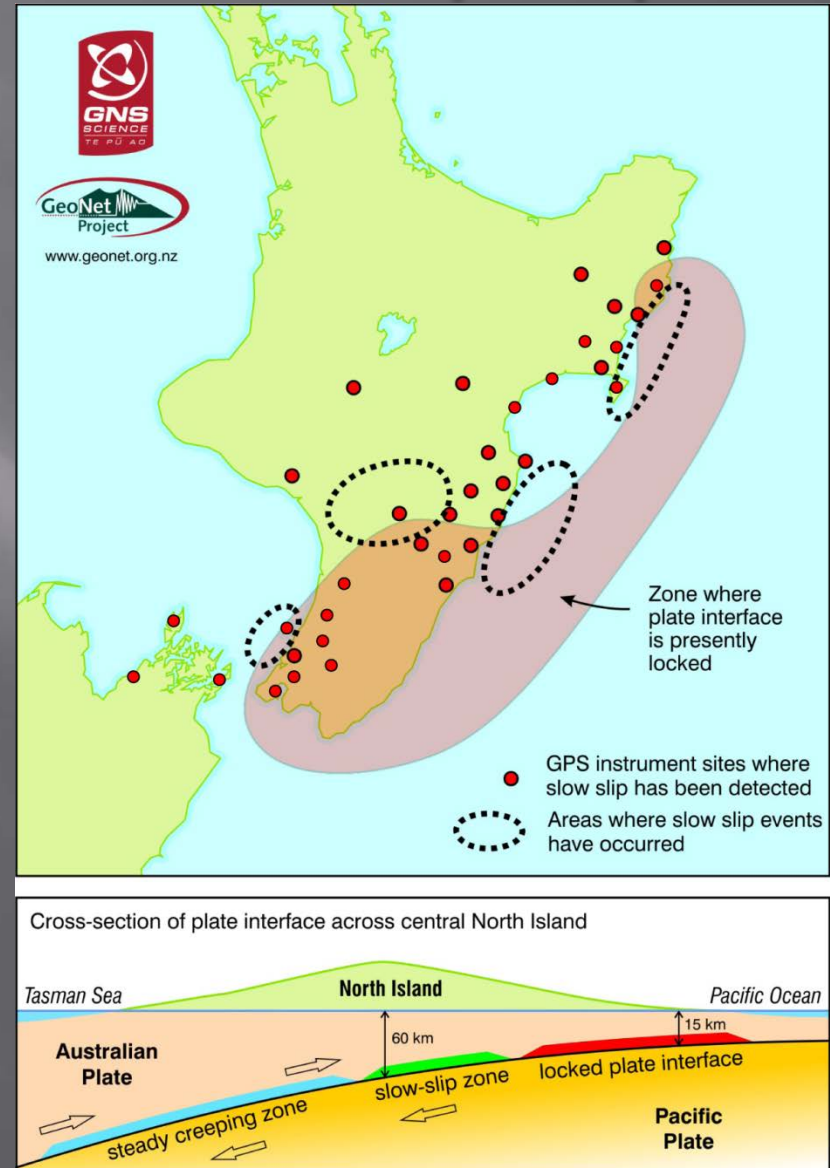 GNS
SCIENCE
TE PŪ AO
GeoNet
Project
www.geonet.org.nz
Zone where
plate interface
is presently
locked
GPS instrument sites where
slow slip has been detected
Areas where slow slip events
have occurred
Cross-section of plate interface across central North Island
Tasman Sea
North Island
Pacific Ocean
60 km
15 km
Australian
Plate
steady creeping zone
slow-slip zone
locked plate interface
Pacific
Plate